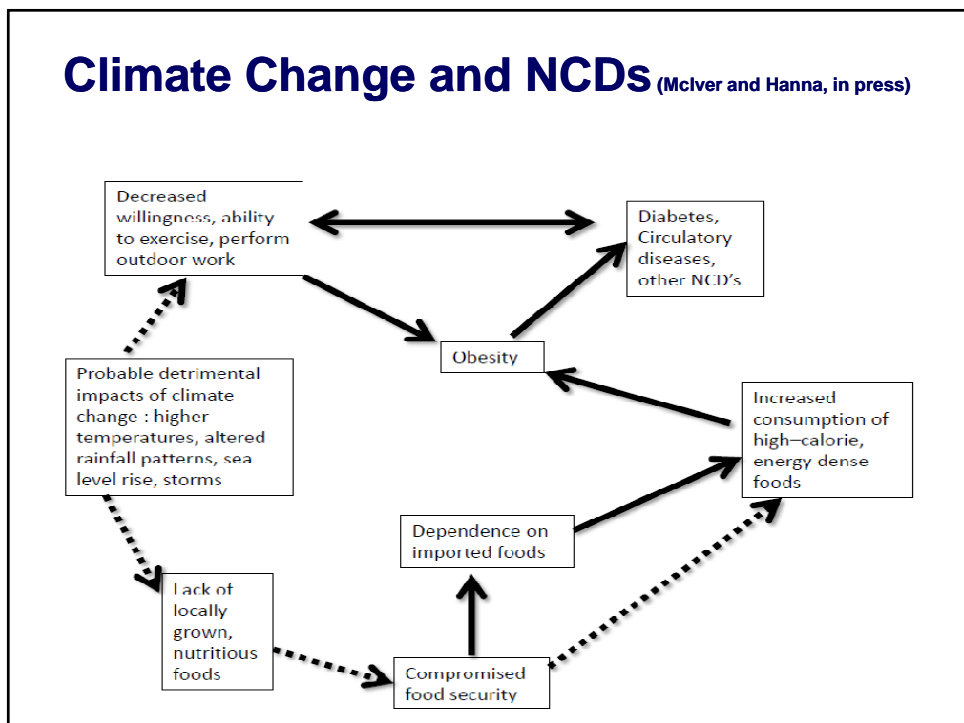 Climate Change and NCDs (McIver and Hanna, in press)
Decreased
willingness, ability
to exercise, perform
outdoor work
Diabetes,
Circulatory
diseases,
other NCD's
Obesity
Probable detrimental
impacts of climate
change : higher
temperatures, altered
rainfall patterns, sea
level rise, storms
Increased
consumption of
high–calorie,
energy dense
foods
Dependence on
imported foods
Lack of
locally
grown,
nutritious
foods
Compromised
food security